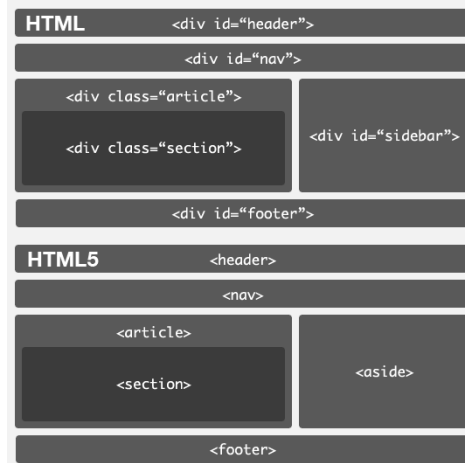 HTML <div id=“header”>
<div id=“nav”>
<div class=“article”>
<div class=“section”>
<div id=“sidebar”>
<div id=“footer”>
HTML5 <header>
<nav>
<article>
<section>
<aside>
<footer>